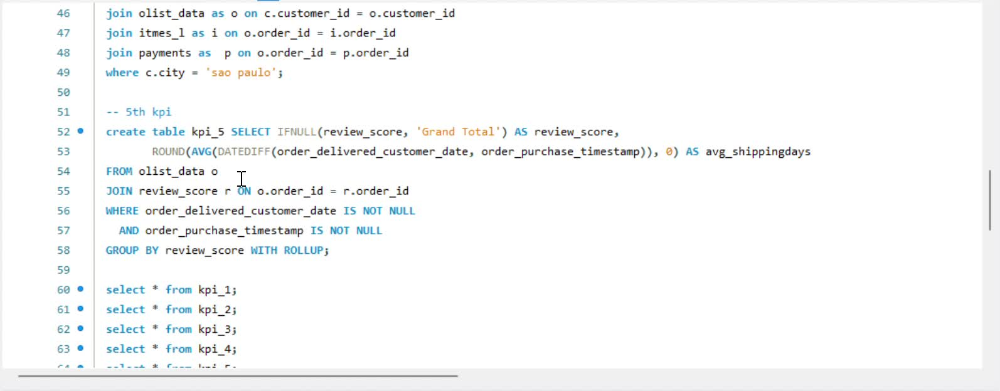 46 join olist_data as o on c.customer_id = o.customer_id
47 join itmes_l as i on o.order_id = i.order_id
48 join payments as  p on o.order_id = p.order_id
49 where c.city = 'sao paulo';
50
51 -- 5th kpi
52 create table kpi_5 SELECT IFNULL(review_score, 'Grand Total') AS review_score,
53        ROUND(AVG(DATEDIFF(order_delivered_customer_date, order_purchase_timestamp)), 0) AS avg_shippingdays
54 FROM olist_data o
55 JOIN review_score r ON o.order_id = r.order_id
56 WHERE order_delivered_customer_date IS NOT NULL
57   AND order_purchase_timestamp IS NOT NULL
58 GROUP BY review_score WITH ROLLUP;
59
60 select * from kpi_1;
61 select * from kpi_2;
62 select * from kpi_3;
63 select * from kpi_4;